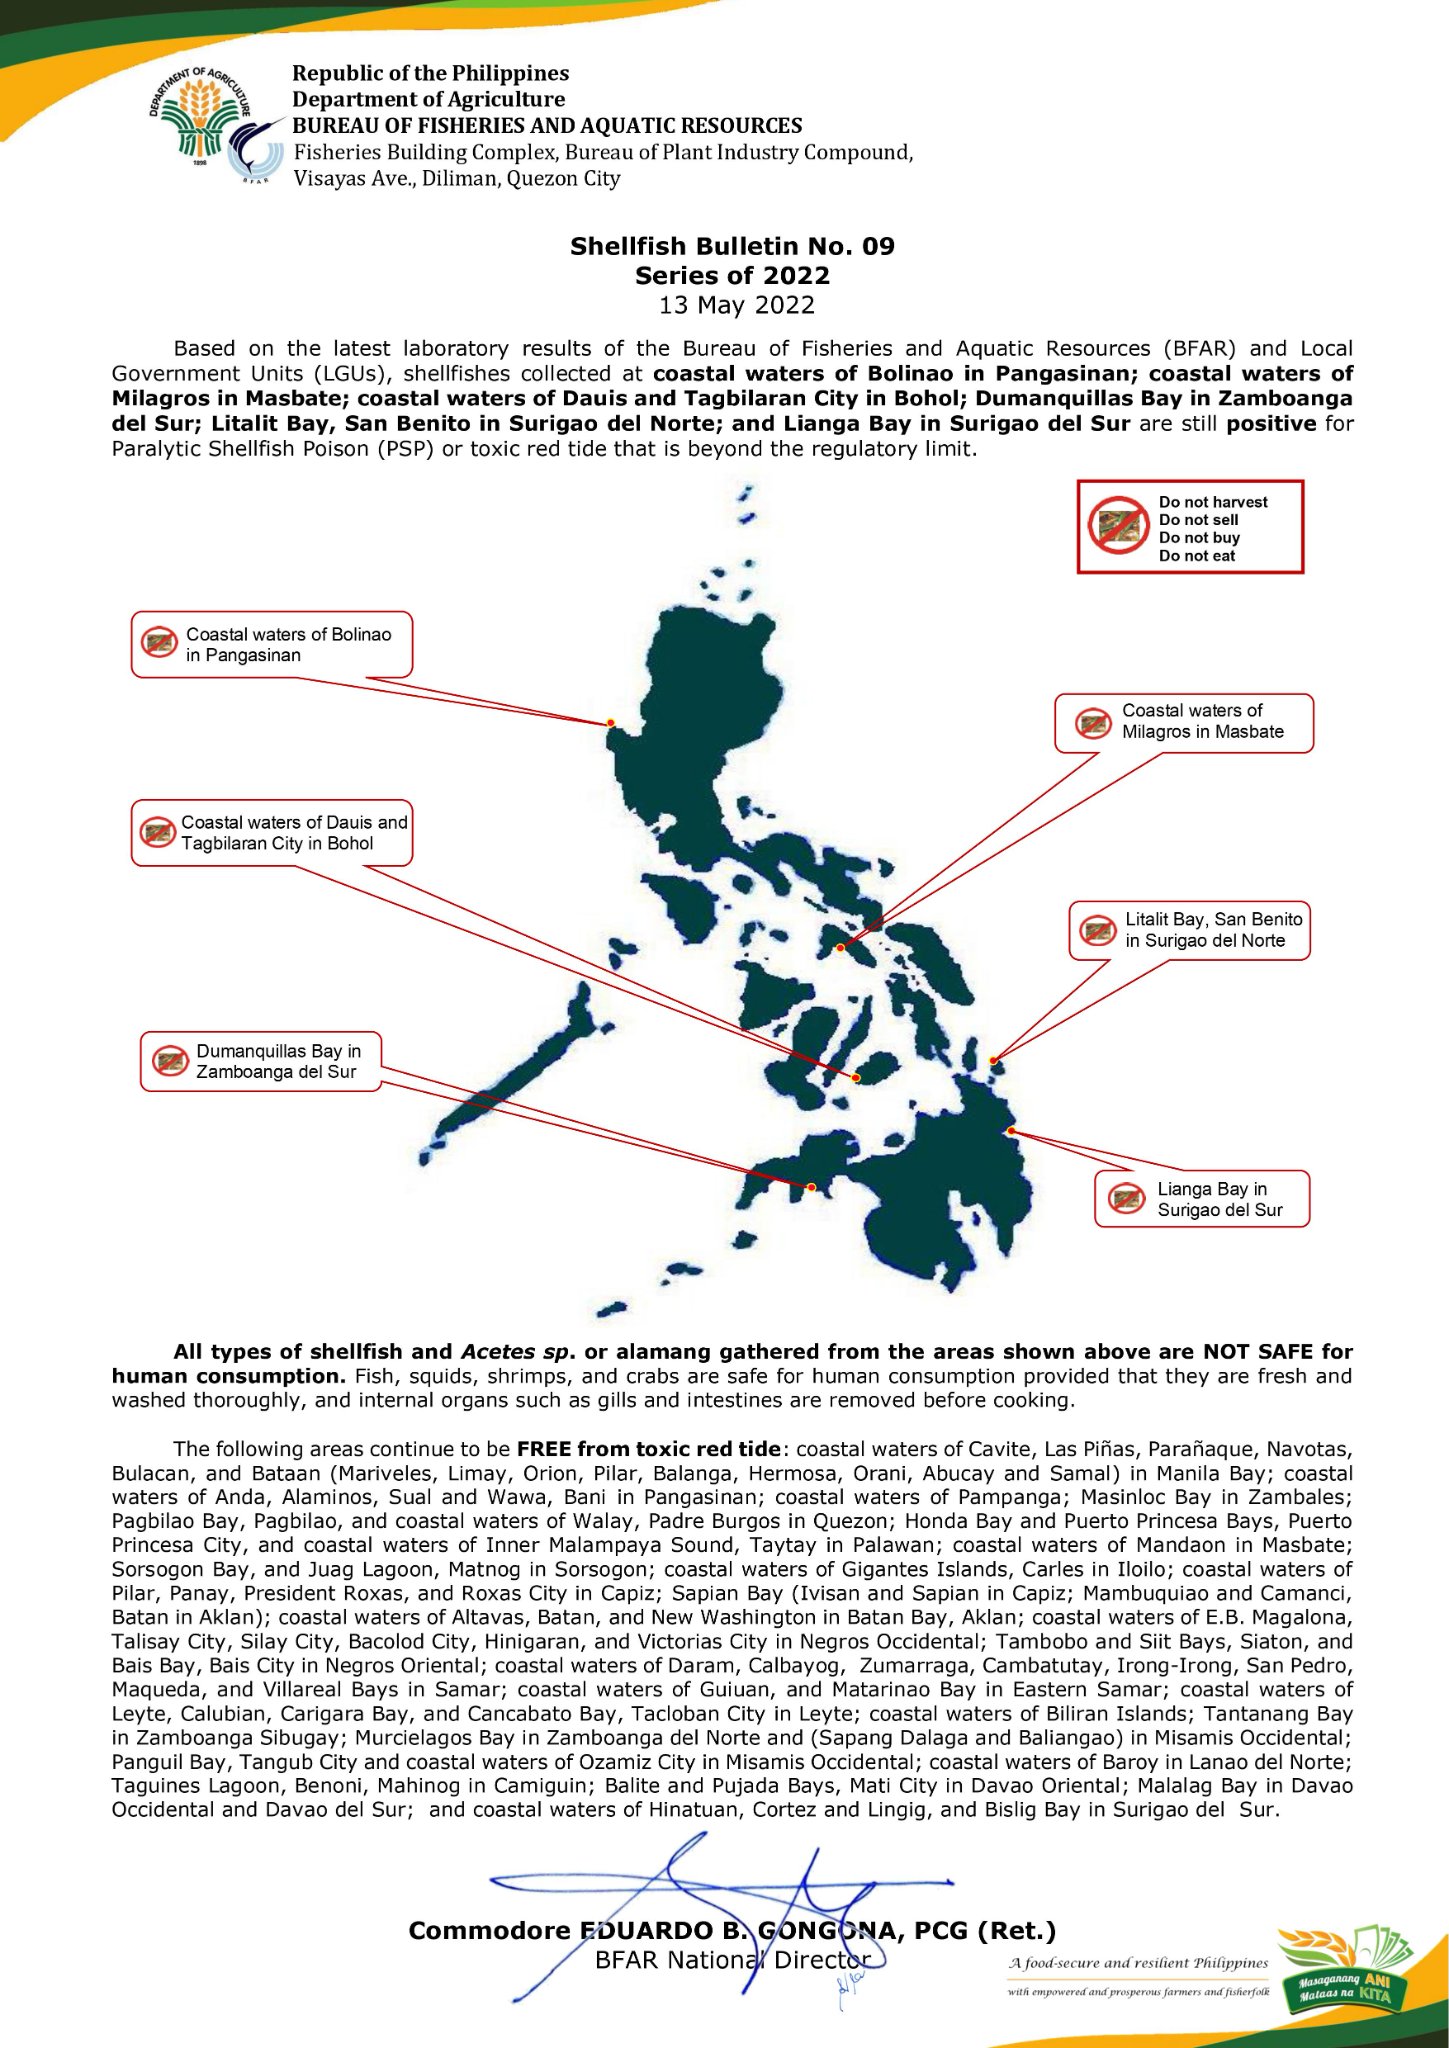 DEPARTMENT OF AGRICULTURE
1898
BFAR
Republic of the Philippines
Department of Agriculture
BUREAU OF FISHERIES AND AQUATIC RESOURCES
Fisheries Building Complex, Bureau of Plant Industry Compound,
Visayas Ave., Diliman, Quezon City
Shellfish Bulletin No. 09
Series of 2022
13 May 2022
Based on the latest laboratory results of the Bureau of Fisheries and Aquatic Resources (BFAR) and Local
Government Units (LGUs), shellfishes collected at coastal waters of Bolinao in Pangasinan; coastal waters of
Milagros in Masbate; coastal waters of Dauis and Tagbilaran City in Bohol; Dumanquillas Bay in Zamboanga
del Sur; Litalit Bay, San Benito in Surigao del Norte; and Lianga Bay in Surigao del Sur are still positive for
Paralytic Shellfish Poison (PSP) or toxic red tide that is beyond the regulatory limit.
Do not harvest
Do not sell
Do not buy
Do not eat
Coastal waters of Bolinao
in Pangasinan
Coastal waters of
Milagros in Masbate
Coastal waters of Dauis and
Tagbilaran City in Bohol
Litalit Bay, San Benito
in Surigao del Norte
Dumanquillas Bay in
Zamboanga del Sur
Lianga Bay in
Surigao del Sur
All types of shellfish and Acetes sp. or alamang gathered from the areas shown above are NOT SAFE for
human consumption. Fish, squids, shrimps, and crabs are safe for human consumption provided that they are fresh and
washed thoroughly, and internal organs such as gills and intestines are removed before cooking.
The following areas continue to be FREE from toxic red tide: coastal waters of Cavite, Las Piñas, Parañaque, Navotas,
Bulacan, and Bataan (Mariveles, Limay, Orion, Pilar, Balanga, Hermosa, Orani, Abucay and Samal) in Manila Bay; coastal
waters of Anda, Alaminos, Sual and Wawa, Bani in Pangasinan; coastal waters of Pampanga; Masinloc Bay in Zambales;
Pagbilao Bay, Pagbilao, and coastal waters of Walay, Padre Burgos in Quezon; Honda Bay and Puerto Princesa Bays, Puerto
Princesa City, and coastal waters of Inner Malampaya Sound, Taytay in Palawan; coastal waters of Mandaon in Masbate;
Sorsogon Bay, and Juag Lagoon, Matnog in Sorsogon; coastal waters of Gigantes Islands, Carles in Iloilo; coastal waters of
Pilar, Panay, President Roxas, and Roxas City in Capiz; Sapian Bay (Ivisan and Sapian in Capiz; Mambuquiao and Camanci,
Batan in Aklan); coastal waters of Altavas, Batan, and New Washington in Batan Bay, Aklan; coastal waters of E.B. Magalona,
Talisay City, Silay City, Bacolod City, Hinigaran, and Victorias City in Negros Occidental; Tambobo and Siit Bays, Siaton, and
Bais Bay, Bais City in Negros Oriental; coastal waters of Daram, Calbayog, Zumarraga, Cambatutay, Irong-Irong, San Pedro,
Maqueda, and Villareal Bays in Samar; coastal waters of Guiuan, and Matarinao Bay in Eastern Samar; coastal waters of
Leyte, Calubian, Carigara Bay, and Cancabato Bay, Tacloban City in Leyte; coastal waters of Biliran Islands; Tantanang Bay
in Zamboanga Sibugay; Murcielagos Bay in Zamboanga del Norte and (Sapang Dalaga and Baliangao) in Misamis Occidental;
Panguil Bay, Tangub City and coastal waters of Ozamiz City in Misamis Occidental; coastal waters of Baroy in Lanao del Norte;
Taguines Lagoon, Benoni, Mahinog in Camiguin; Balite and Pujada Bays, Mati City in Davao Oriental; Malalag Bay in Davao
Occidental and Davao del Sur; and coastal waters of Hinatuan, Cortez and Lingig, and Bislig Bay in Surigao del Sur.
Commodore EDUARDO B. GONGONA, PCG (Ret.)
BFAR National Director
A food-secure and resilient Philippines
with empowered and prosperous farmers and fisherfolk
Masaganang ANI
Mataas na KITA